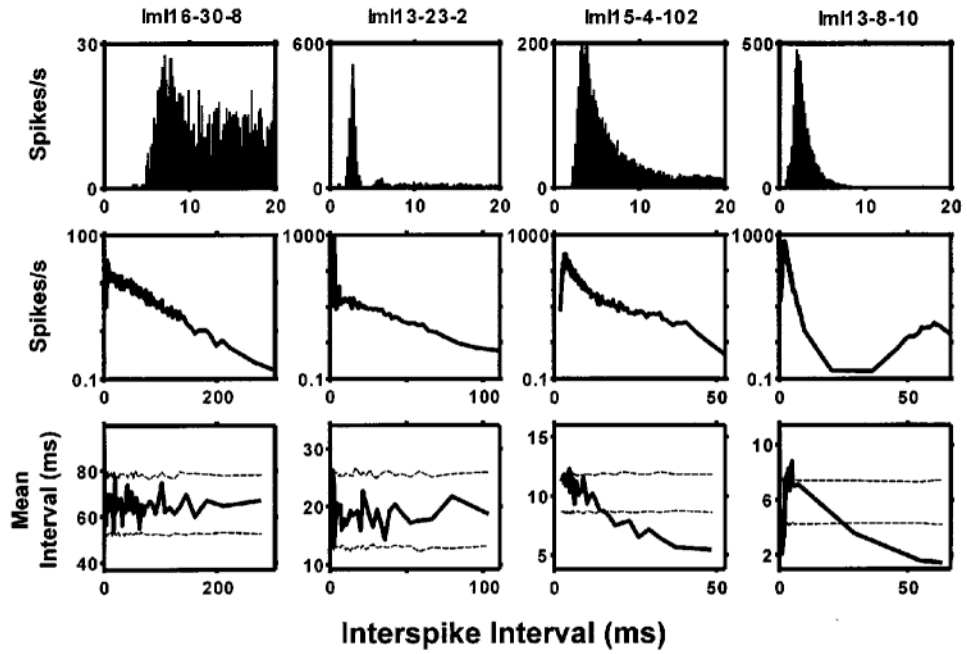 lml16-30-8 lml13-23-2 lml15-4-102 lml13-8-10
Spikes/s
30 600 200 500
100
0 0 0 0
0 10 20 0 10 20 0 10 20 0 10 20
Spikes/s
100 1000 1000 1000
0.1 0.1 0.1 0.1
0 200 0 100 0 50 0 50
Mean
Interval (ms)
80 60 40
30 20 10
15 10 5
10 6 2
0 200 0 100 0 50 0 50
Interspike Interval (ms)